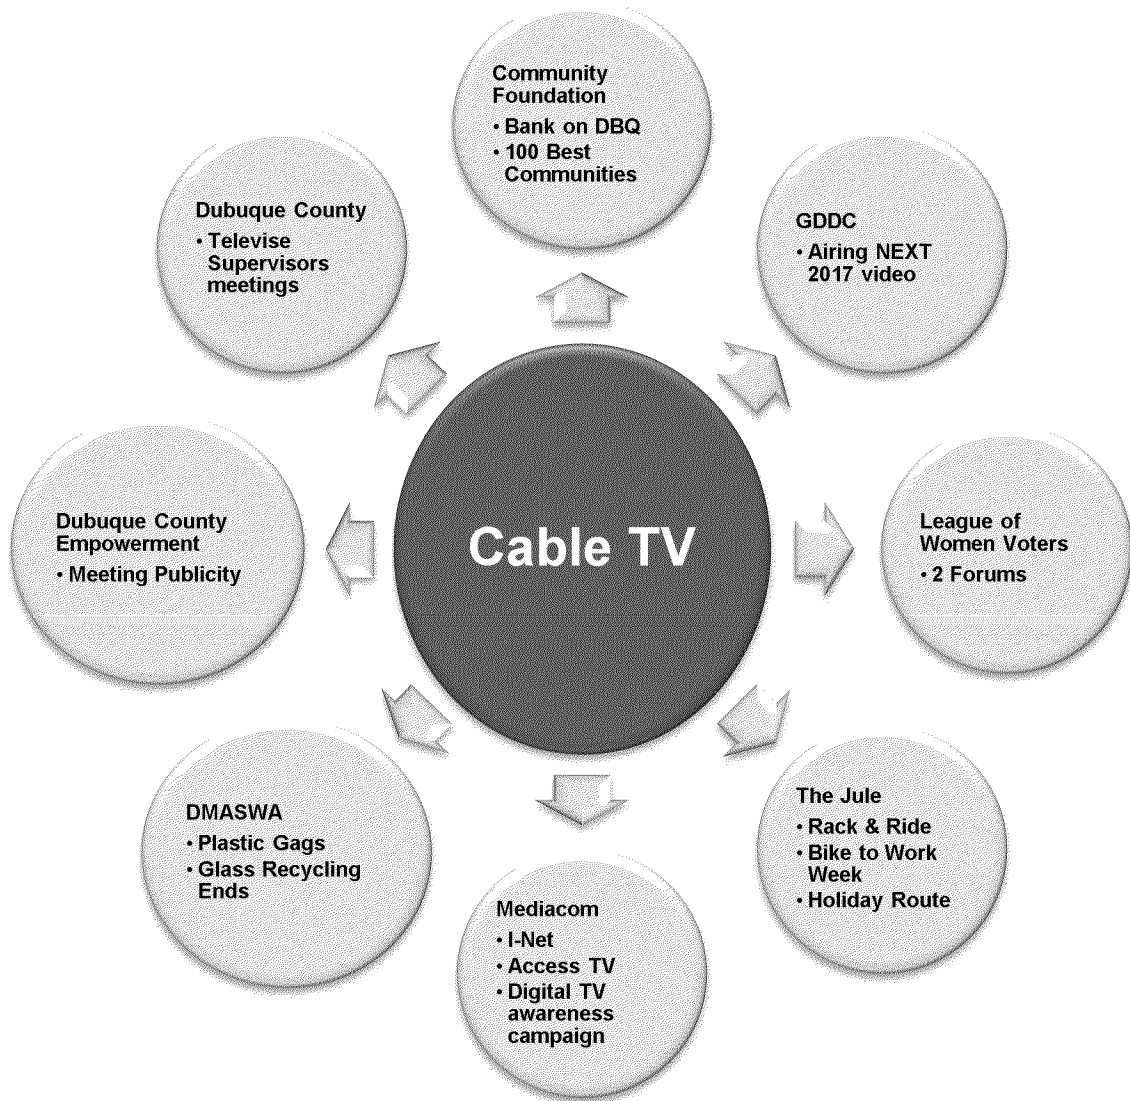 Community
Foundation
• Bank on DBQ
• 100 Best
Communities
GDDC
• Airing NEXT
2017 video
League of
Women Voters
• 2 Forums
The Jule
• Rack & Ride
• Bike to Work
Week
• Holiday Route
Mediacom
• I-Net
• Access TV
• Digital TV
awareness
campaign
DMASWA
• Plastic Gags
• Glass Recycling
Ends
Dubuque County
Empowerment
• Meeting Publicity
Dubuque County
• Televise
Supervisors
meetings
Cable TV